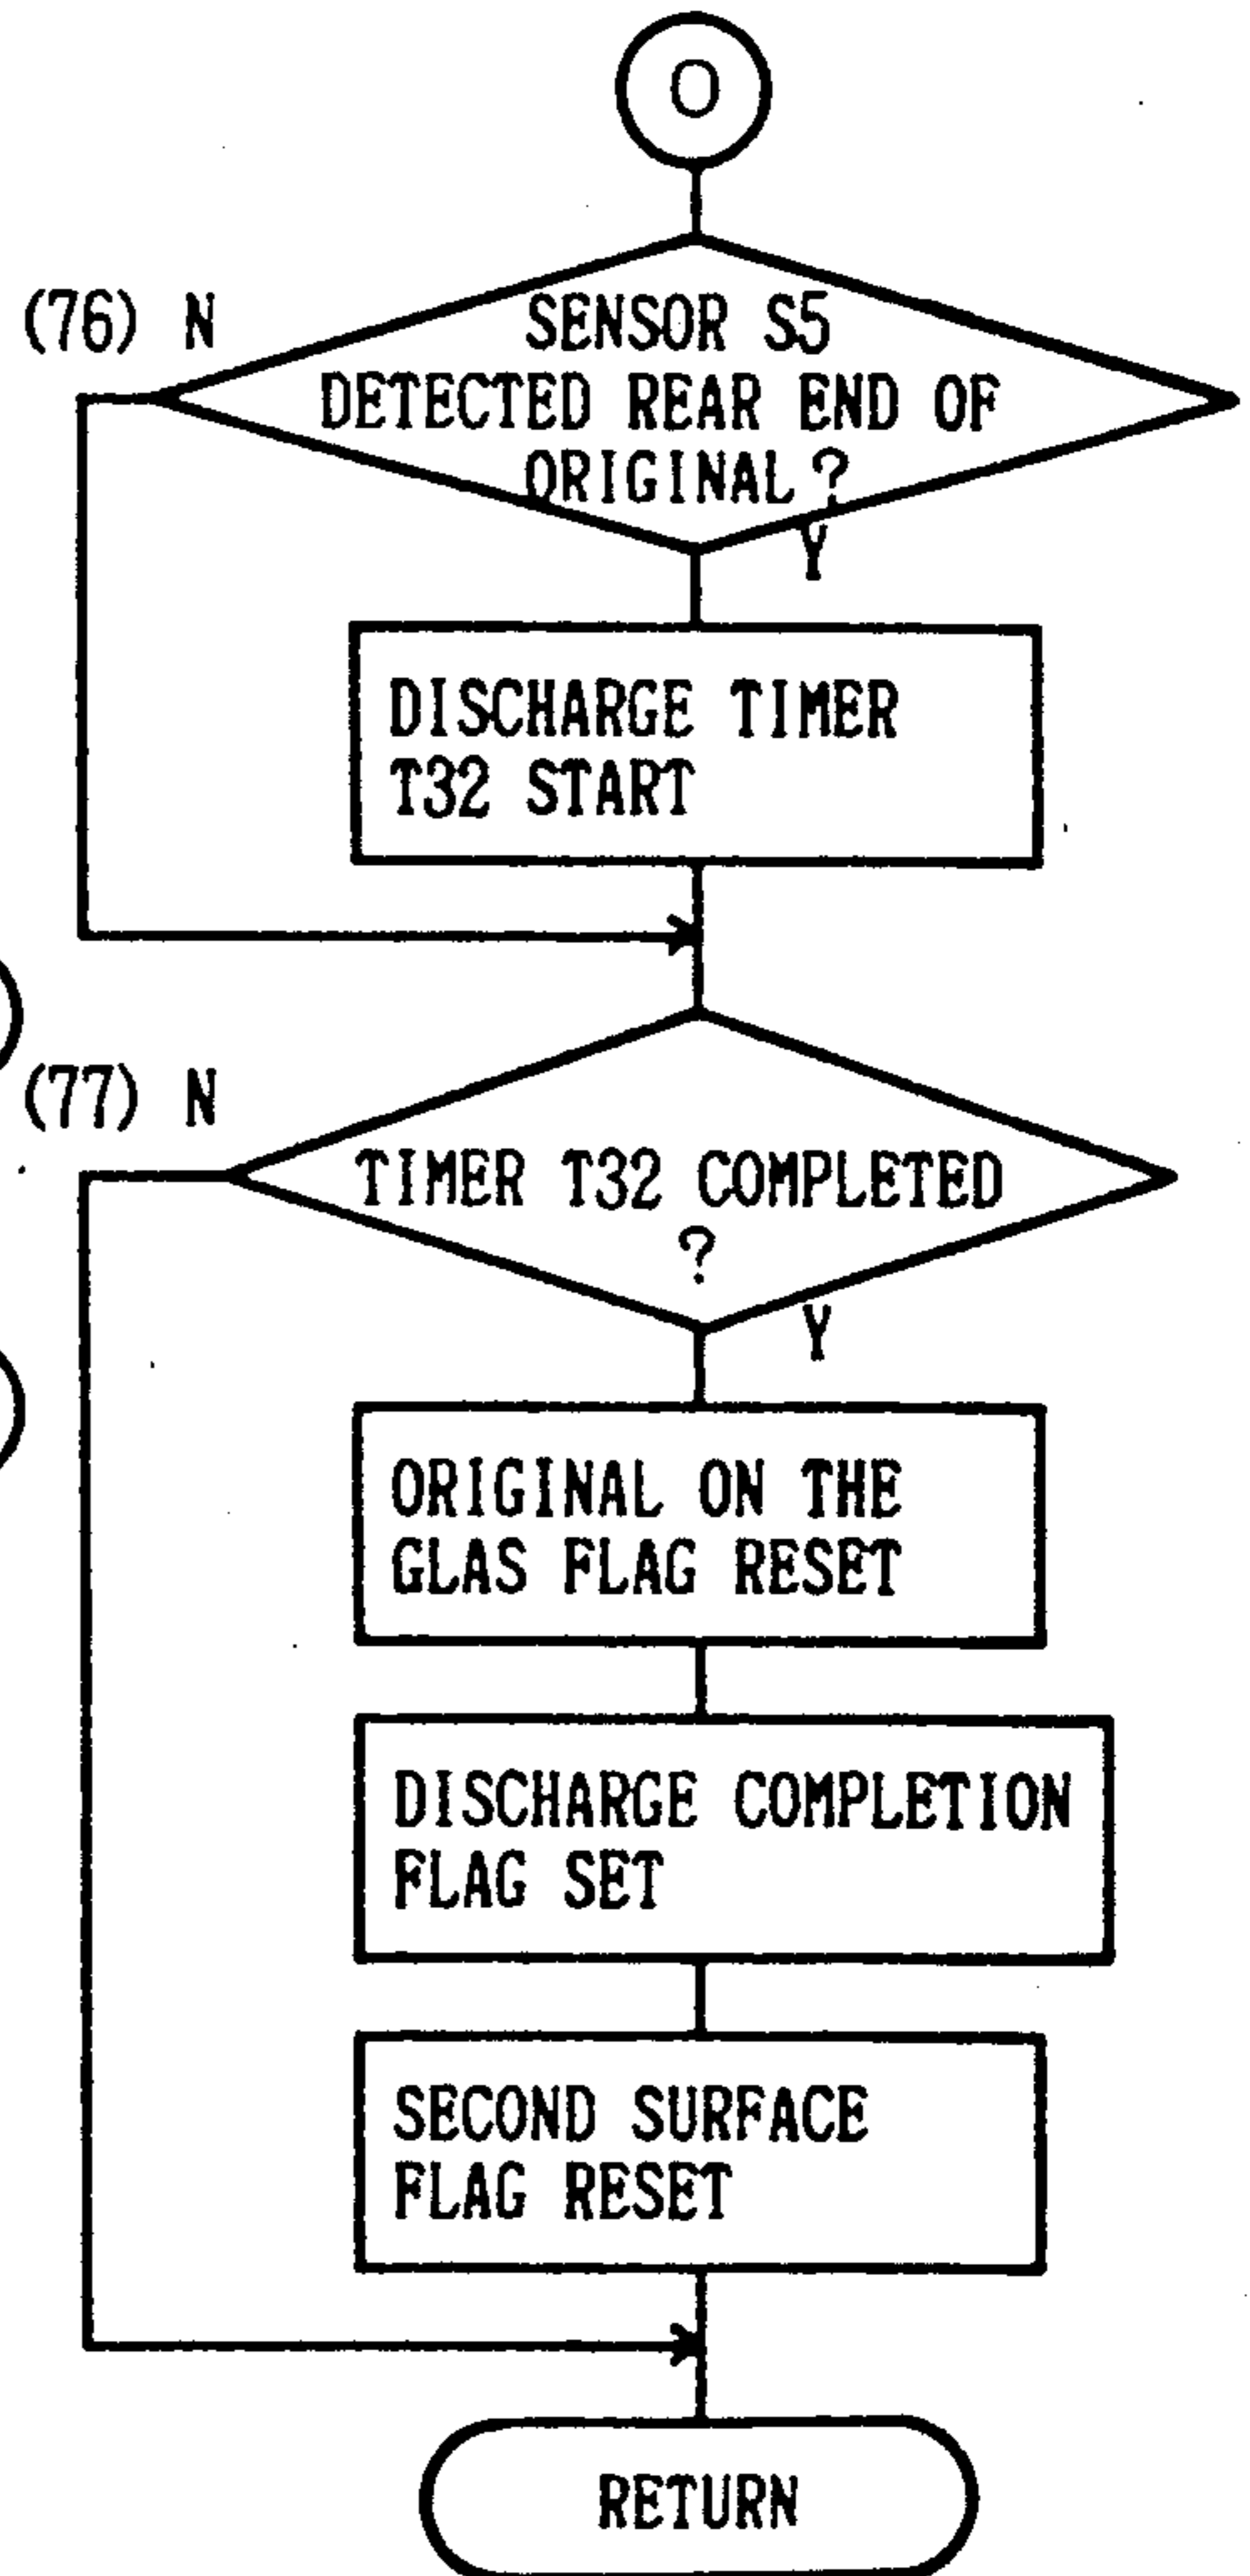 O
(76) N
SENSOR S5
DETECTED REAR END OF
ORIGINAL?
Y
DISCHARGE TIMER
T32 START
(77) N
TIMER T32 COMPLETED
?
Y
ORIGINAL ON THE
GLAS FLAG RESET
DISCHARGE COMPLETION
FLAG SET
SECOND SURFACE
FLAG RESET
RETURN